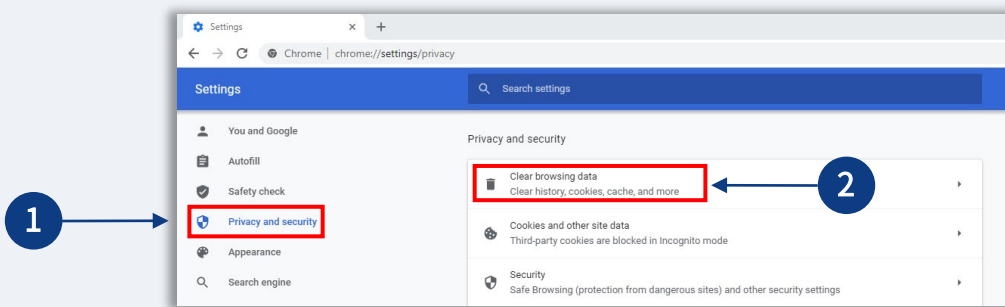 Settings
Chrome | chrome://settings/privacy
Settings
Search settings
You and Google
Autofill
Safety check
Privacy and security
Appearance
Search engine
Privacy and security
Clear browsing data
Clear history, cookies, cache, and more
Cookies and other site data
Third-party cookies are blocked in Incognito mode
Security
Safe Browsing (protection from dangerous sites) and other security settings
1
2